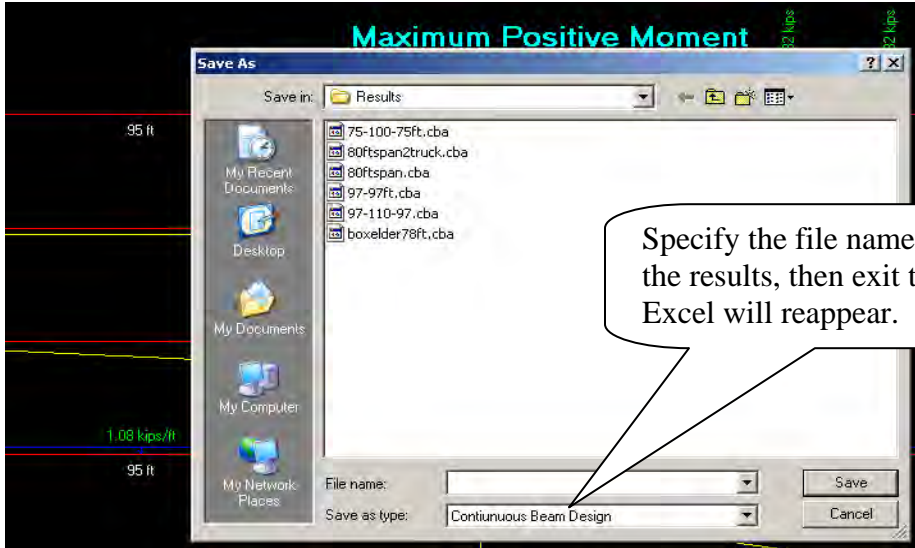 Maximum Positive Moment
32 kips
32 kips
Save As
Save in:
Results
95 ft
75-100-75ft.cba
80ftspan2truck.cba
80ftspan.cba
97-97ft.cba
97-110-97.cba
boxelder78ft.cba
My Recent
Documents
Desktop
My Documents
My Computer
My Network
Places
Specify the file name
the results, then exit t
Excel will reappear.
1.08 kips/ft
95 ft
File name:
Save
Save as type:
Contiunuous Beam Design
Cancel